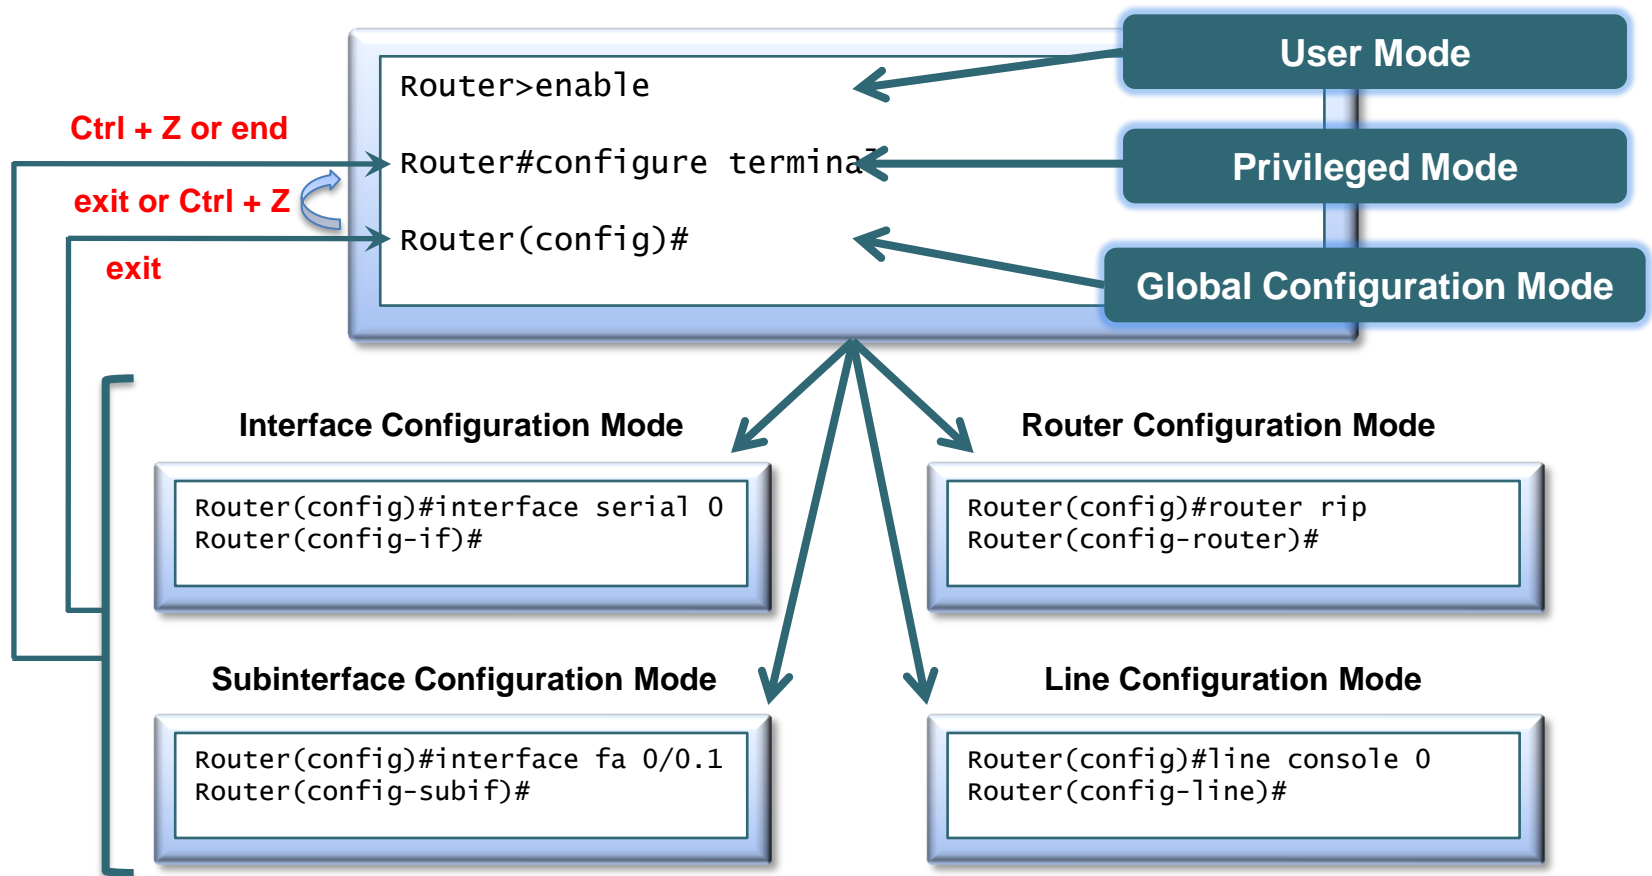 User Mode
Router>enable
Ctrl + Z or end
Router#configure terminal
Privileged Mode
exit or Ctrl + Z
Router(config)#
exit
Global Configuration Mode
Interface Configuration Mode
Router(config)#interface serial 0
Router(config-if)#
Router Configuration Mode
Router(config)#router rip
Router(config-router)#
Subinterface Configuration Mode
Router(config)#interface fa 0/0.1
Router(config-subif)#
Line Configuration Mode
Router(config)#line console 0
Router(config-line)#